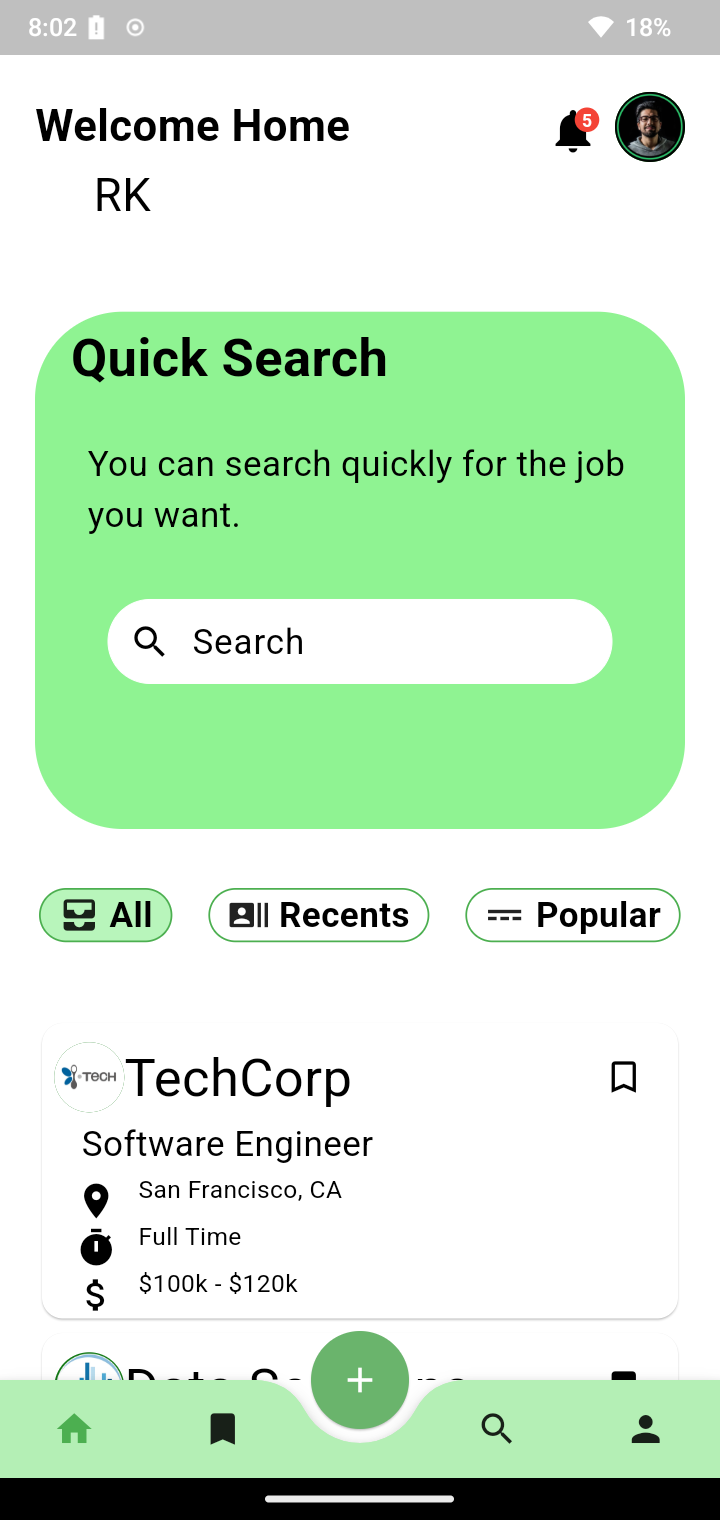 8:02
18%
Welcome Home
5
RK
Quick Search
You can search quickly for the job
you want.
Search
All
Recents
Popular
TECH
TechCorp
Software Engineer
San Francisco, CA
Full Time
$100k - $120k